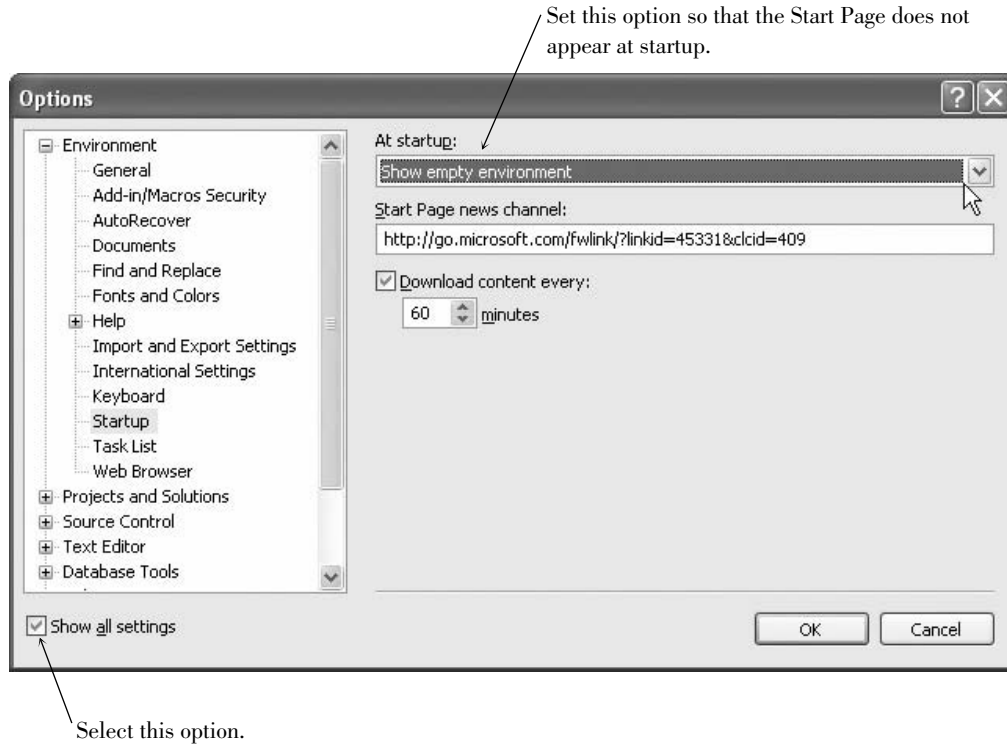 Set this option so that the Start Page does not
appear at startup.
Options
Environment
General
Add-in/Macros Security
AutoRecover
Documents
Find and Replace
Fonts and Colors
Help
Import and Export Settings
International Settings
Keyboard
Startup
Task List
Web Browser
Projects and Solutions
Source Control
Text Editor
Database Tools
At startup:
Show empty environment
Start Page news channel:
http://go.microsoft.com/fwlink/?linkid=45331&clcid=409
Download content every:
60 minutes
Show all settings
OK Cancel
Select this option.